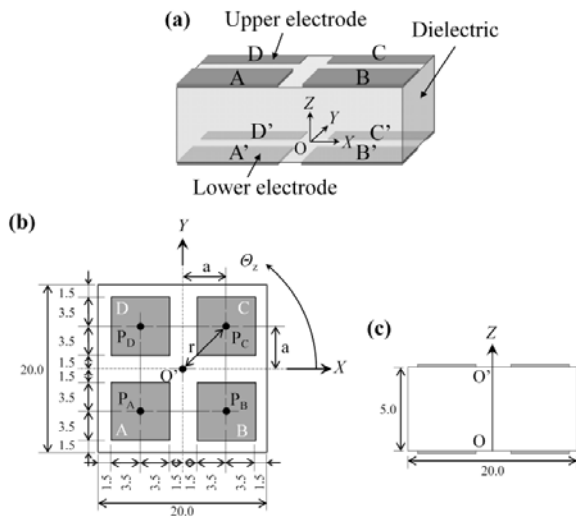 (a)
Upper electrode
Dielectric
D
C
A
B
Z
Y
X
O
D'
C'
A'
B'
Lower electrode
(b)
Y
Θz
a
1.5
3.5
3.5
1.5
1.5
3.5
3.5
1.5
20.0
D
C
PD
PC
r
a
X
O'
PA
PB
A
B
1.5
3.5
3.5
1.5
1.5
3.5
3.5
1.5
20.0
(c)
Z
O'
5.0
O
20.0